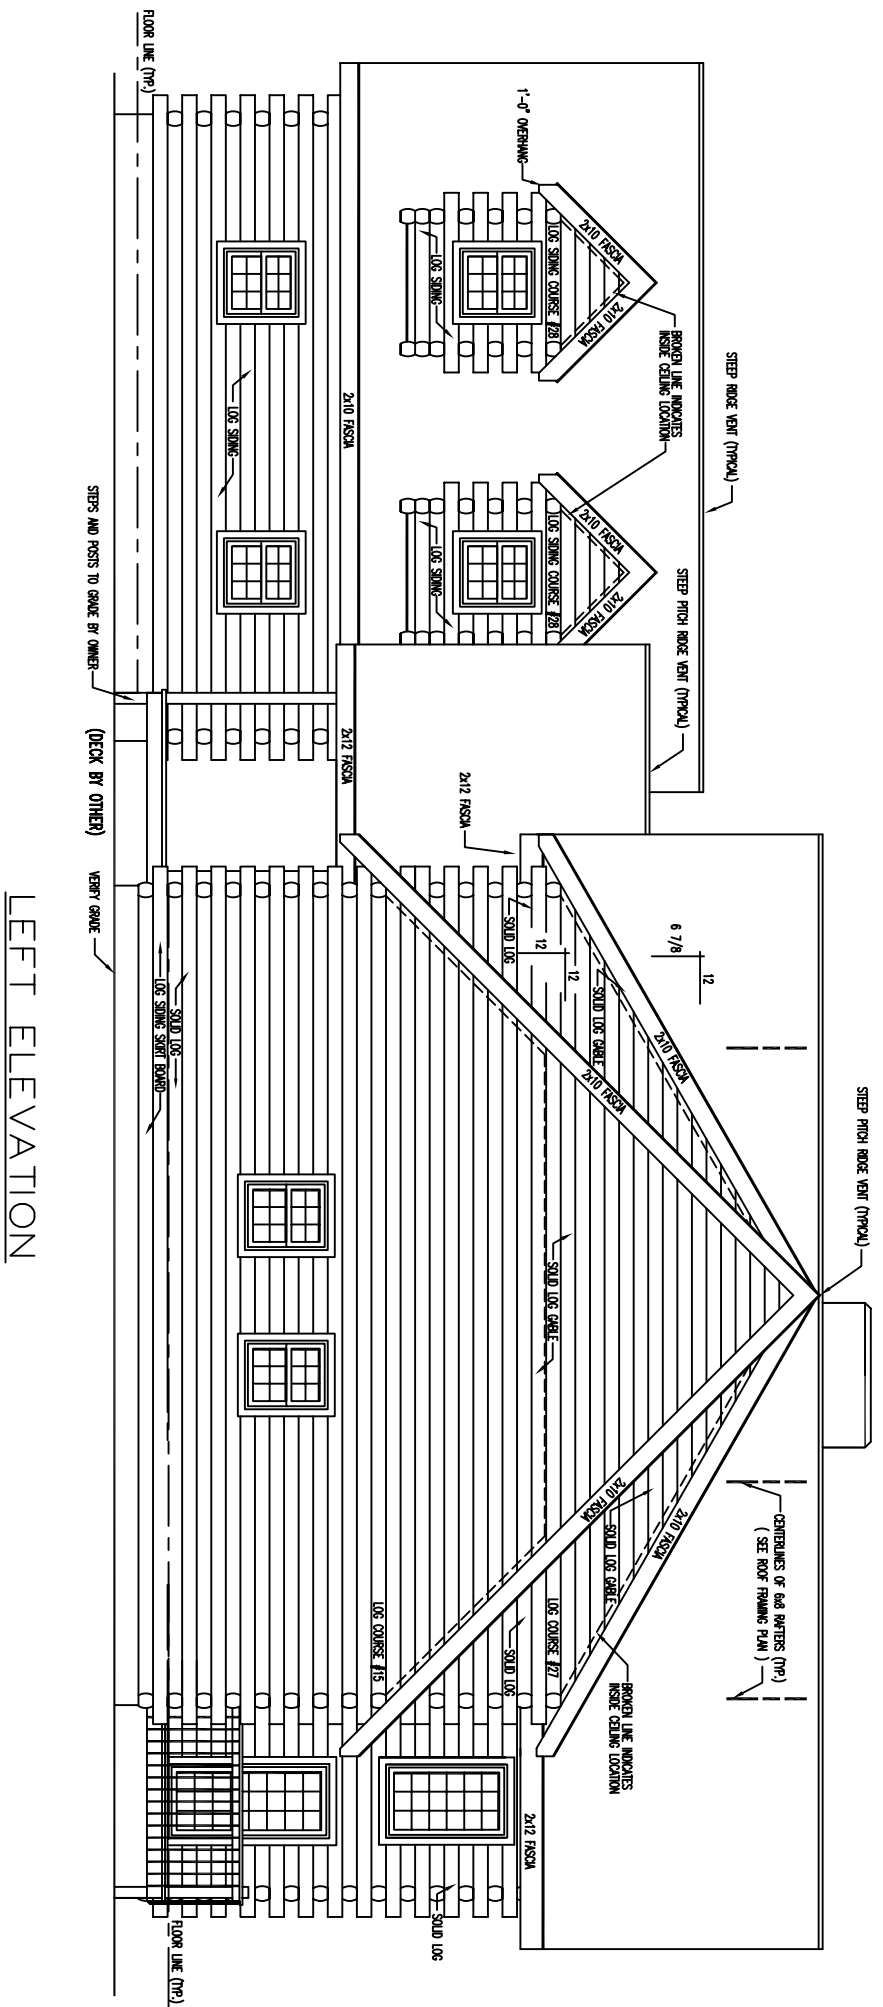 STEEP PITCH RIDGE VENT (TYPICAL)
STEEP RIDGE VENT (TYPICAL)
STEEP PITCH RIDGE VENT (TYPICAL)
CENTERLINES OF 6x8 RAFTERS (TYP.)
( SEE ROOF FRAMING PLAN )
BROKEN LINE INDICATES
INSIDE CEILING LOCATION
12
6 7/8
2x10 FASCIA
2x10 FASCIA
2x10 FASCIA
2x10 FASCIA
2x10 FASCIA
2x10 FASCIA
BROKEN LINE INDICATES
INSIDE CEILING LOCATION
SOLID LOG GABLE
SOLID LOG GABLE
2x10 FASCIA
2x10 FASCIA
12
12
LOG SIDING COURSE #28
LOG SIDING COURSE #28
SOLID LOG GABLE
LOG COURSE #27
1'-0" OVERHANG
SOLID LOG
SOLID LOG
2x12 FASCIA
2x12 FASCIA
LOG SIDING
LOG SIDING
SOLID LOG
2x10 FASCIA
2x12 FASCIA
LOG COURSE #15
LOG SIDING
SOLID LOG
LOG SIDING SKIRT BOARD
FLOOR LINE (TYP.)
FLOOR LINE (TYP.)
STEPS AND POSTS TO GRADE BY OWNER
(DECK BY OTHER)
VERIFY GRADE
LEFT ELEVATION